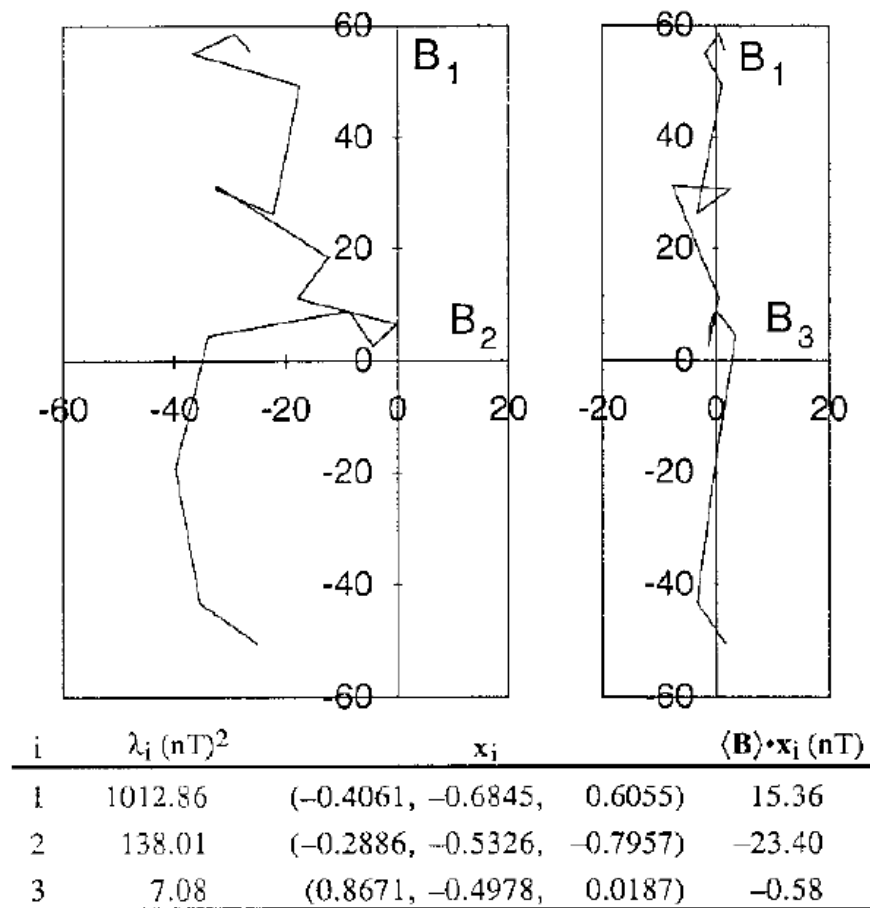 60 60
B1 B1
40 40
20 20
B2 B3
0 0
-60 -40 -20 0 20 -20 0 20
-20 -20
-40 -40
-60 -60
i λi (nT)² xi ⟨B⟩•xi (nT)
1 1012.86 (–0.4061, –0.6845, 0.6055) 15.36
2 138.01 (–0.2886, –0.5326, –0.7957) –23.40
3 7.08 (0.8671, –0.4978, 0.0187) –0.58